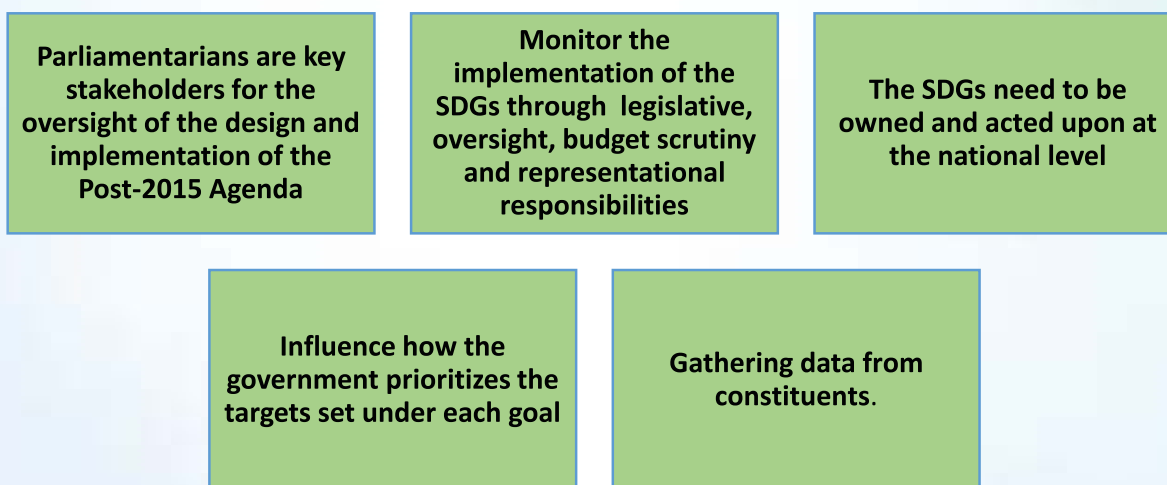 Parliamentarians are key
stakeholders for the
oversight of the design and
implementation of the
Post-2015 Agenda
Monitor the
implementation of the
SDGs through legislative,
oversight, budget scrutiny
and representational
responsibilities
The SDGs need to be
owned and acted upon at
the national level
Influence how the
government prioritizes the
targets set under each goal
Gathering data from
constituents.